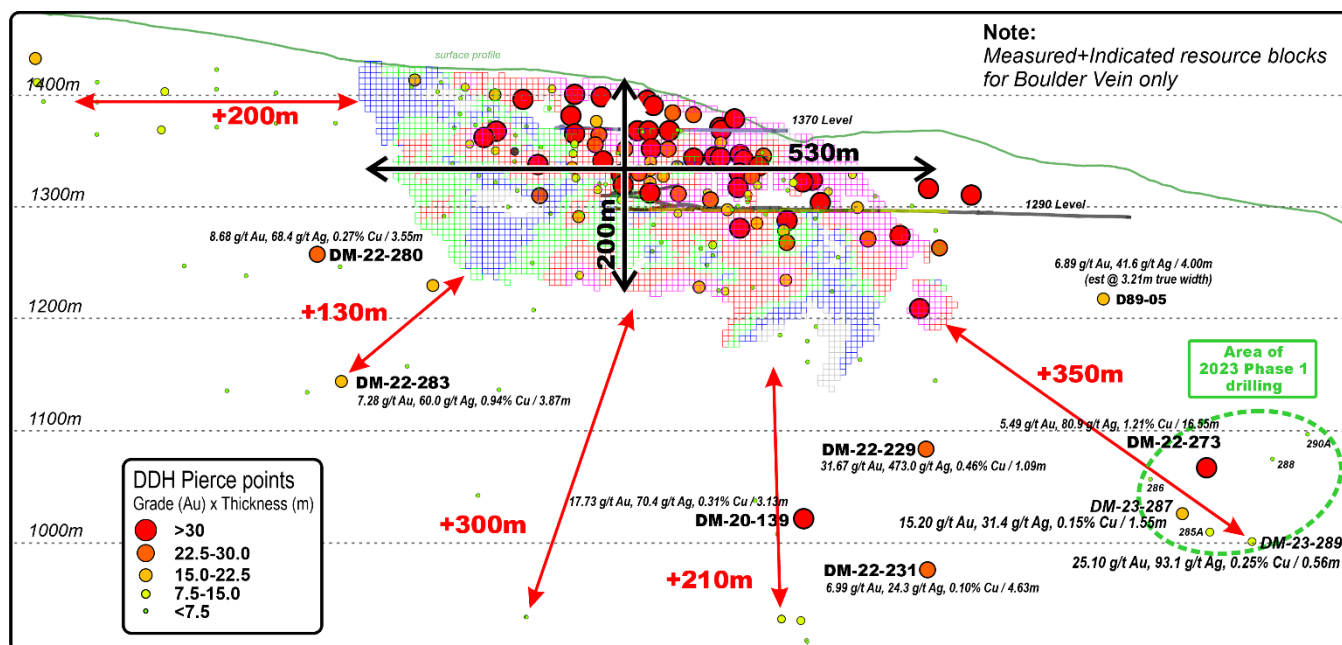 Note:
Measured+Indicated resource blocks
for Boulder Vein only
surface profile
1400m
+200m
1370 Level
530m
1300m
1290 Level
200m
8.68 g/t Au, 68.4 g/t Ag, 0.27% Cu / 3.55m
DM-22-280
6.89 g/t Au, 41.6 g/t Ag / 4.00m
(est @ 3.21m true width)
D89-05
1200m
+130m
Area of
2023 Phase 1
drilling
+350m
DM-22-283
7.28 g/t Au, 60.0 g/t Ag, 0.94% Cu / 3.87m
1100m
5.49 g/t Au, 80.9 g/t Ag, 1.21% Cu / 16.55m
DM-22-273
290A
288
286
DM-22-229
31.67 g/t Au, 473.0 g/t Ag, 0.46% Cu / 1.09m
DDH Pierce points
Grade (Au) x Thickness (m)
>30
22.5-30.0
15.0-22.5
7.5-15.0
<7.5
17.73 g/t Au, 70.4 g/t Ag, 0.31% Cu / 3.13m
DM-20-139
DM-23-287
15.20 g/t Au, 31.4 g/t Ag, 0.15% Cu / 1.55m
285A
1000m
+300m
DM-23-289
25.10 g/t Au, 93.1 g/t Ag, 0.25% Cu / 0.56m
+210m
DM-22-231
6.99 g/t Au, 24.3 g/t Ag, 0.10% Cu / 4.63m